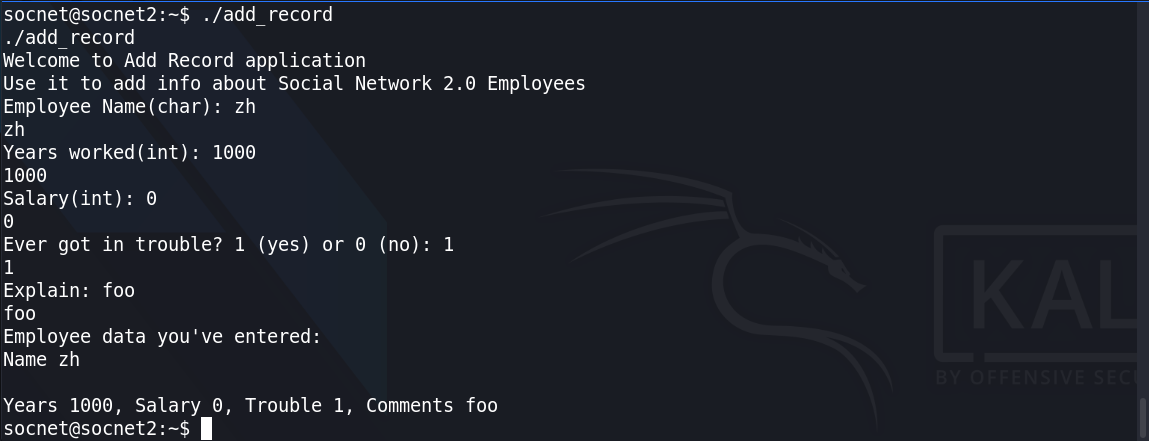 socnet@socnet2:~$ ./add_record
./add_record
Welcome to Add Record application
Use it to add info about Social Network 2.0 Employees
Employee Name(char): zh
zh
Years worked(int): 1000
1000
Salary(int): 0
0
Ever got in trouble? 1 (yes) or 0 (no): 1
1
Explain: foo
foo
Employee data you've entered:
Name zh
Years 1000, Salary 0, Trouble 1, Comments foo
socnet@socnet2:~$
KAL
BY OFFENSIVE SEC